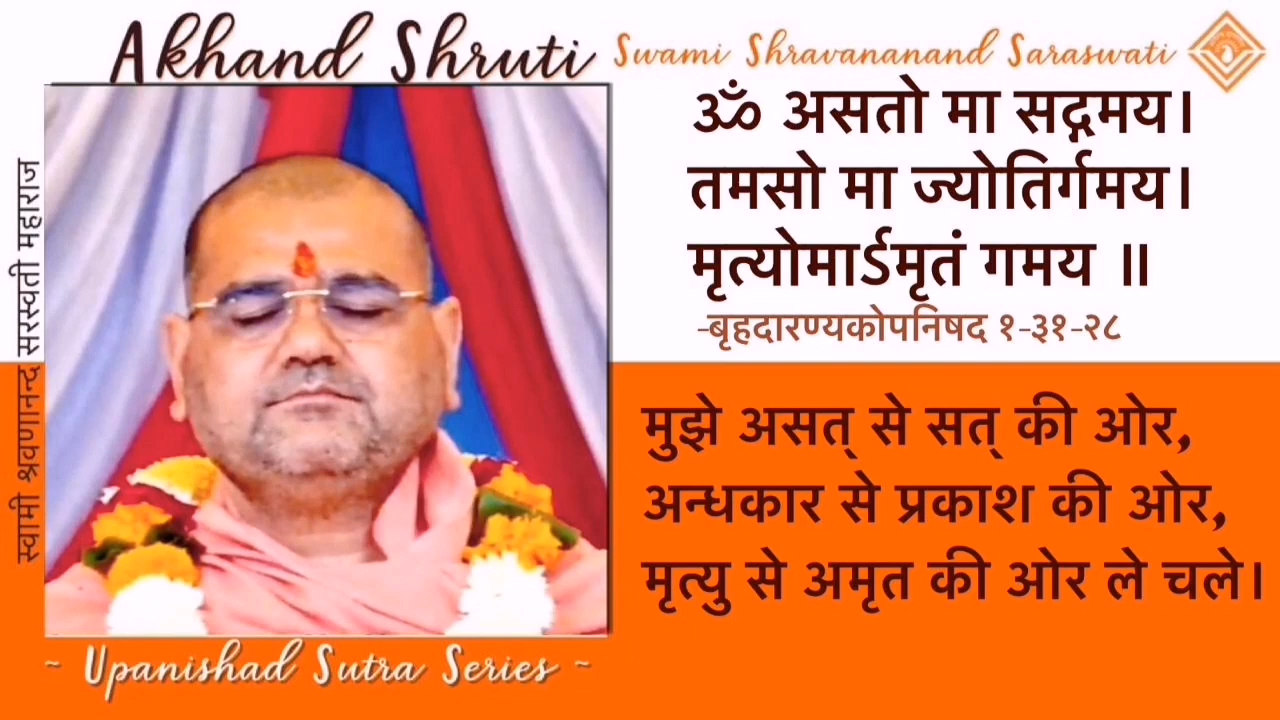 Akhand Shruti
Swami Shravananand Saraswati
स्वामी श्रवणानन्द सरस्वती महाराज
ॐ असतो मा सद्गमय।
तमसो मा ज्योतिर्गमय।
मृत्योमार्ऽमृतं गमय ॥
-बृहदारण्यकोपनिषद १-३१-२८
मुझे असत् से सत् की ओर,
अन्धकार से प्रकाश की ओर,
मृत्यु से अमृत की ओर ले चले।
~ Upanishad Sutra Series ~